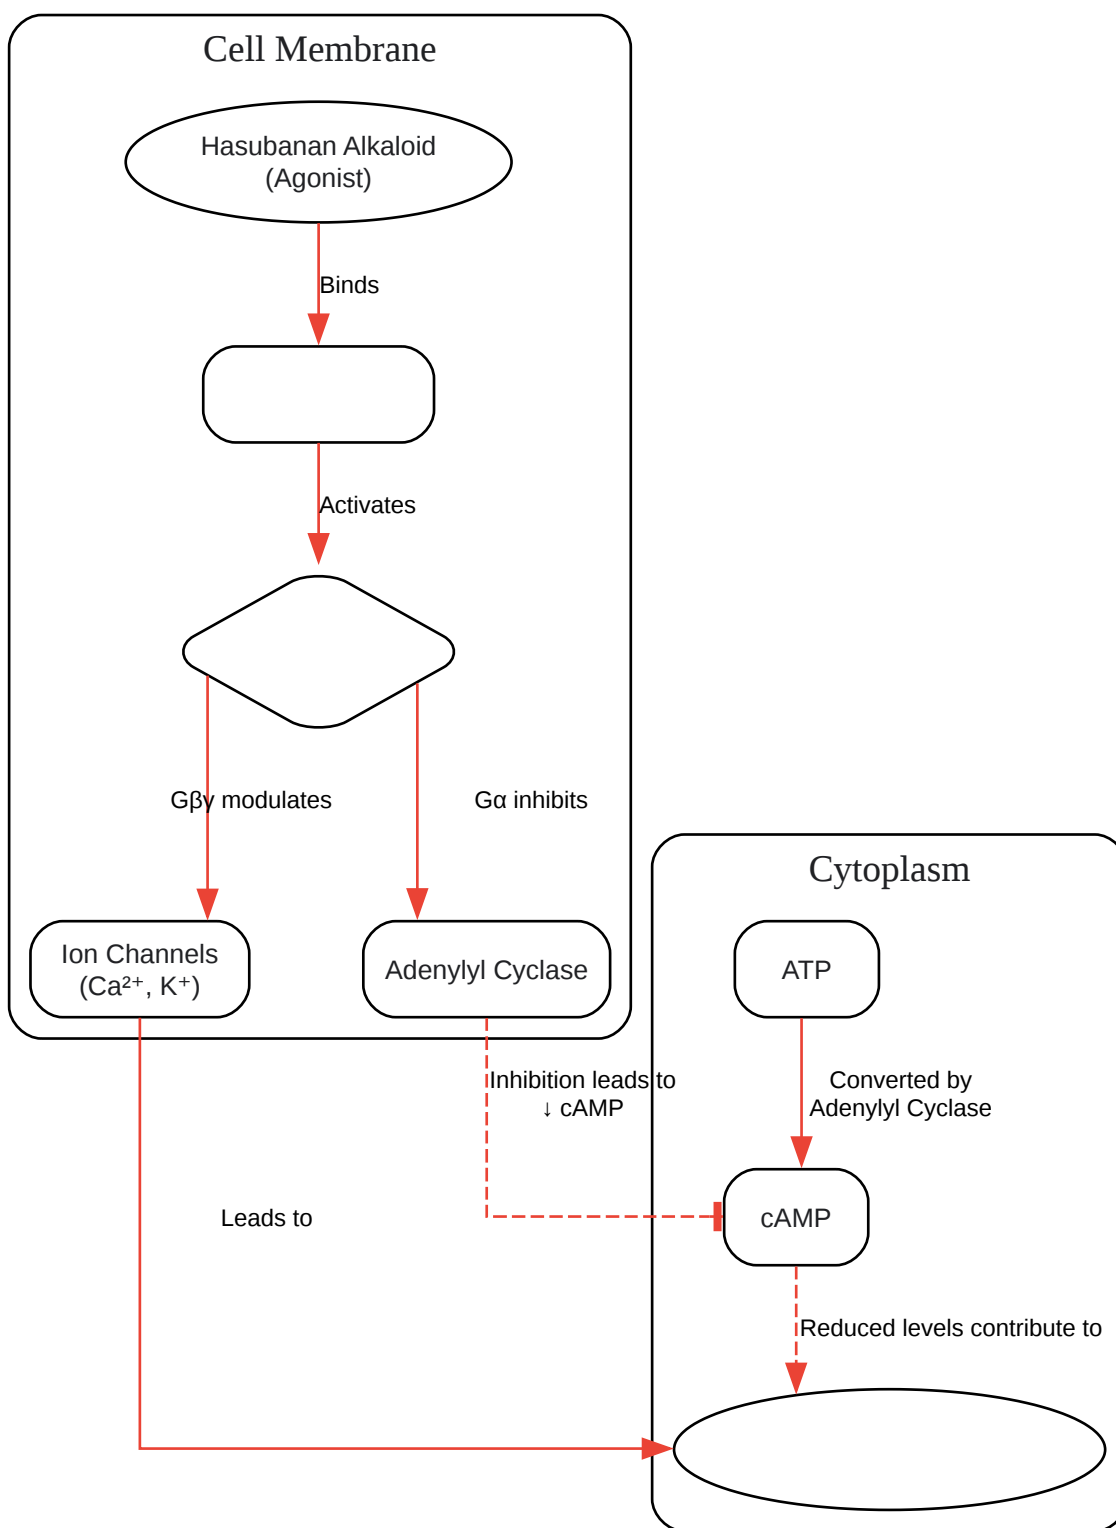 Cell Membrane
Hasubanan Alkaloid
(Agonist)
Binds
Activates
Gβγ modulates
Gα inhibits
Ion Channels
(Ca²⁺, K⁺)
Adenylyl Cyclase
Cytoplasm
ATP
Inhibition leads to
↓ cAMP
Converted by
Adenylyl Cyclase
Leads to
cAMP
Reduced levels contribute to